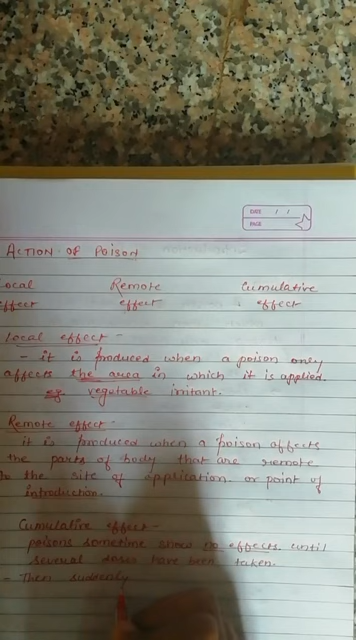 DATE / /
PAGE
ACTION OF POISON
ocal Remote Cumulative
effect effect effect
Local effect -
- it is produced when a poison only
affects the area in which it is applied.
eg vegetable irritant.
Remote effect -
it is produced when a poison affects
the parts of body that are remote
to the site of application or point of
introduction.
Cumulative effect -
poisons sometime show no effects until
several doses have been taken.
- Then suddenly